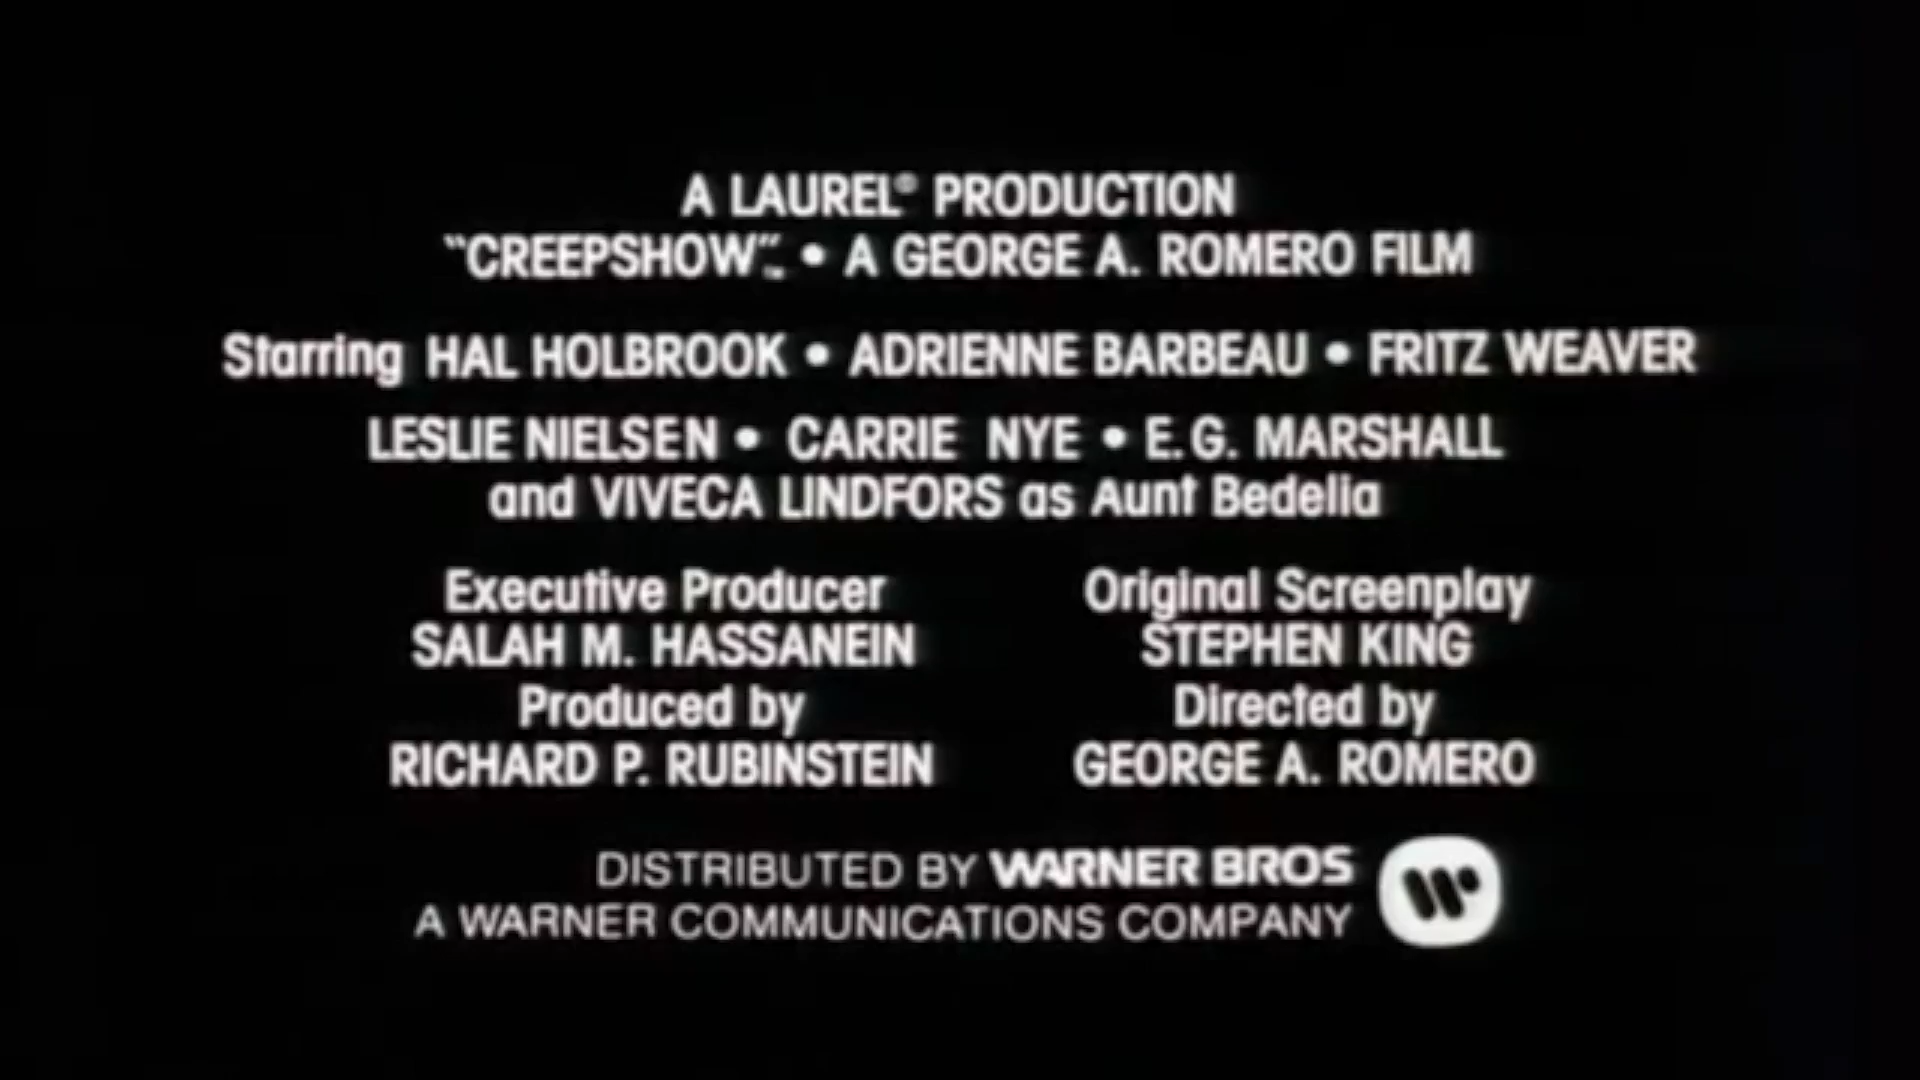 A LAUREL® PRODUCTION
"CREEPSHOW"™ • A GEORGE A. ROMERO FILM
Starring HAL HOLBROOK • ADRIENNE BARBEAU • FRITZ WEAVER
LESLIE NIELSEN • CARRIE NYE • E.G. MARSHALL
and VIVECA LINDFORS as Aunt Bedelia
Executive Producer
SALAH M. HASSANEIN
Produced by
RICHARD P. RUBINSTEIN
Original Screenplay
STEPHEN KING
Directed by
GEORGE A. ROMERO
DISTRIBUTED BY WARNER BROS
A WARNER COMMUNICATIONS COMPANY